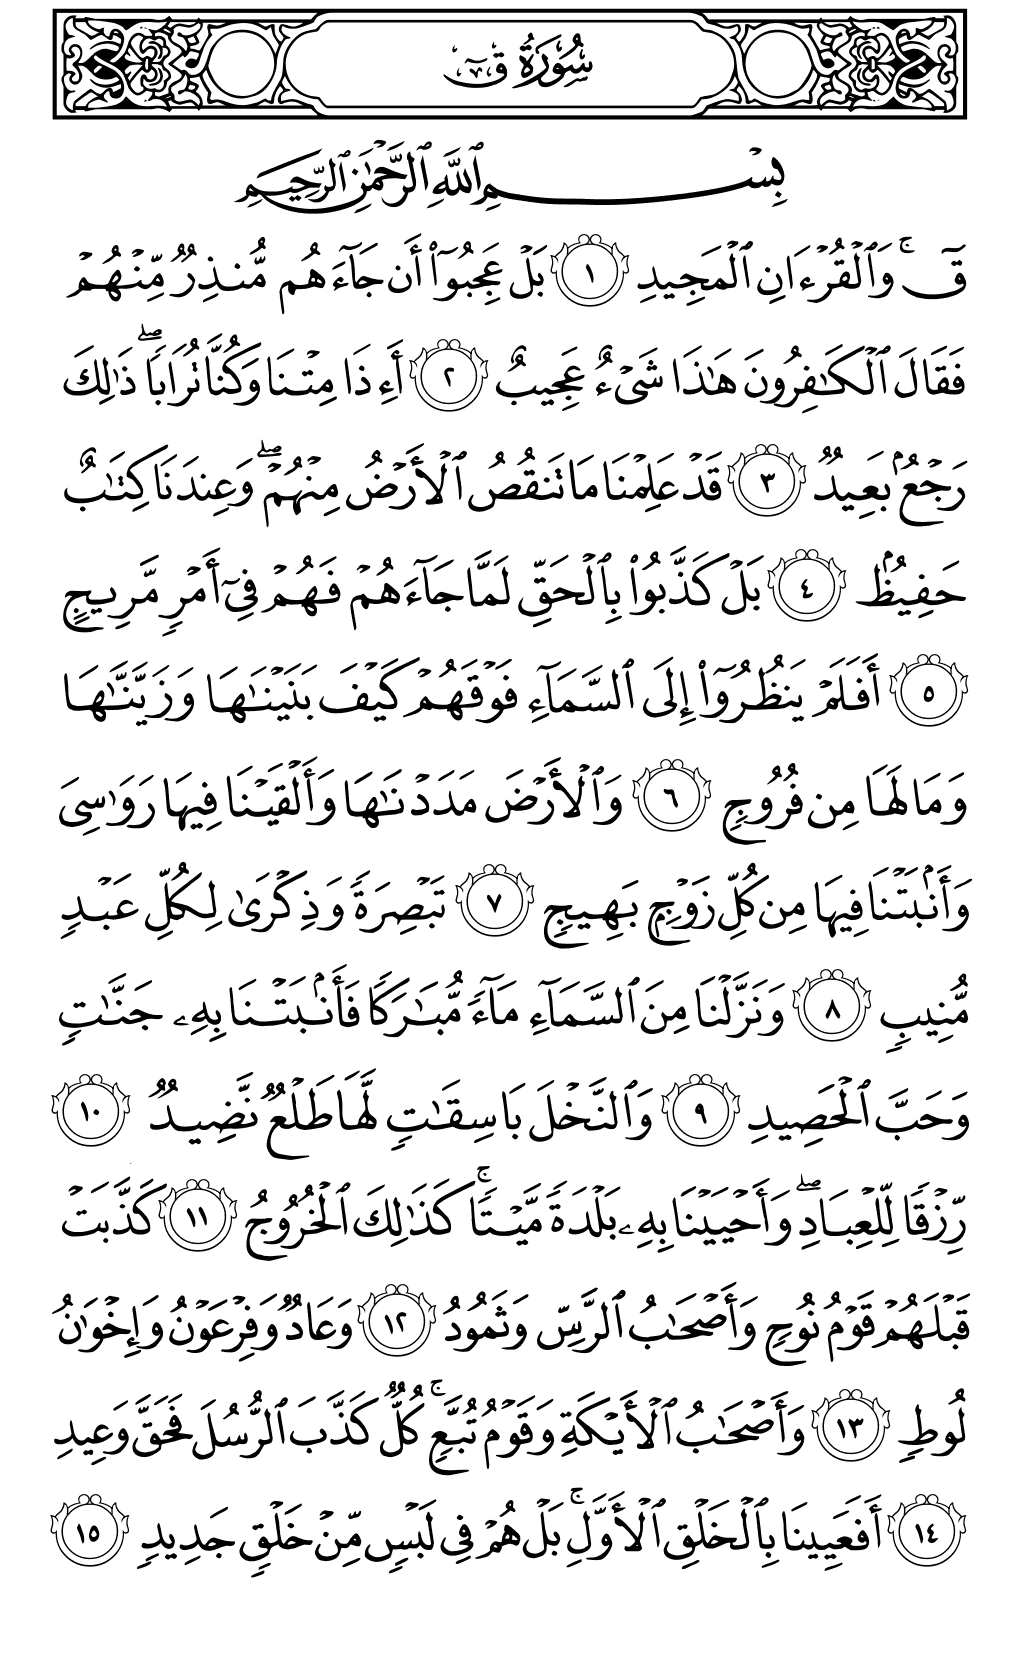 سُورَةُ قٓ
بِسْمِ ٱللَّهِ ٱلرَّحْمَٰنِ ٱلرَّحِيمِ
قٓۚ وَٱلْقُرْءَانِ ٱلْمَجِيدِ ١ بَلْ عَجِبُوٓا۟ أَن جَآءَهُم مُّنذِرٌ مِّنْهُمْ
فَقَالَ ٱلْكَٰفِرُونَ هَٰذَا شَىْءٌ عَجِيبٌ ٢ أَءِذَا مِتْنَا وَكُنَّا تُرَابًاۖ ذَٰلِكَ
رَجْعٌۢ بَعِيدٌ ٣ قَدْ عَلِمْنَا مَا تَنقُصُ ٱلْأَرْضُ مِنْهُمْۖ وَعِندَنَا كِتَٰبٌ
حَفِيظٌۢ ٤ بَلْ كَذَّبُوا۟ بِٱلْحَقِّ لَمَّا جَآءَهُمْ فَهُمْ فِىٓ أَمْرٍ مَّرِيجٍ
٥ أَفَلَمْ يَنظُرُوٓا۟ إِلَى ٱلسَّمَآءِ فَوْقَهُمْ كَيْفَ بَنَيْنَٰهَا وَزَيَّنَّٰهَا
وَمَا لَهَا مِن فُرُوجٍ ٦ وَٱلْأَرْضَ مَدَدْنَٰهَا وَأَلْقَيْنَا فِيهَا رَوَٰسِىَ
وَأَنۢبَتْنَا فِيهَا مِن كُلِّ زَوْجٍۭ بَهِيجٍ ٧ تَبْصِرَةً وَذِكْرَىٰ لِكُلِّ عَبْدٍ
مُّنِيبٍ ٨ وَنَزَّلْنَا مِنَ ٱلسَّمَآءِ مَآءً مُّبَٰرَكًا فَأَنۢبَتْنَا بِهِۦ جَنَّٰتٍ
وَحَبَّ ٱلْحَصِيدِ ٩ وَٱلنَّخْلَ بَاسِقَٰتٍ لَّهَا طَلْعٌ نَّضِيدٌ ١٠
رِّزْقًا لِّلْعِبَادِۖ وَأَحْيَيْنَا بِهِۦ بَلْدَةً مَّيْتًاۚ كَذَٰلِكَ ٱلْخُرُوجُ ١١ كَذَّبَتْ
قَبْلَهُمْ قَوْمُ نُوحٍ وَأَصْحَٰبُ ٱلرَّسِّ وَثَمُودُ ١٢ وَعَادٌ وَفِرْعَوْنُ وَإِخْوَٰنُ
لُوطٍ ١٣ وَأَصْحَٰبُ ٱلْأَيْكَةِ وَقَوْمُ تُبَّعٍۚ كُلٌّ كَذَّبَ ٱلرُّسُلَ فَحَقَّ وَعِيدِ
١٤ أَفَعَيِينَا بِٱلْخَلْقِ ٱلْأَوَّلِۚ بَلْ هُمْ فِى لَبْسٍ مِّنْ خَلْقٍ جَدِيدٍ ١٥